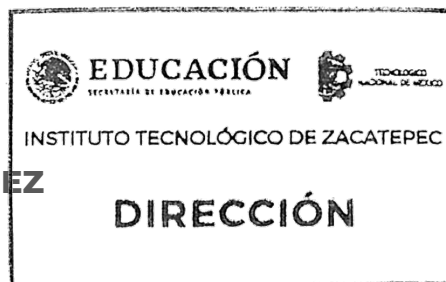 EDUCACIÓN
SECRETARÍA DE EDUCACIÓN PÚBLICA
TECNOLÓGICO
NACIONAL DE MÉXICO
INSTITUTO TECNOLÓGICO DE ZACATEPEC
EZ
DIRECCIÓN